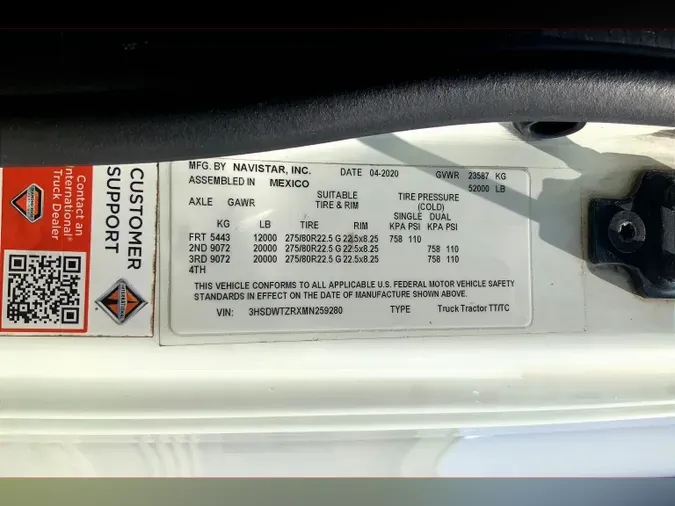 MFG. BY NAVISTAR, INC. DATE 04-2020 GVWR 23587 KG
ASSEMBLED IN MEXICO 52000 LB
AXLE GAWR SUITABLE TIRE PRESSURE
TIRE & RIM (COLD)
KG LB TIRE RIM SINGLE DUAL
KPA PSI KPA PSI
FRT 5443 12000 275/80R22.5 G 22.5x8.25 758 110
2ND 9072 20000 275/80R22.5 G 22.5x8.25 758 110
3RD 9072 20000 275/80R22.5 G 22.5x8.25 758 110
4TH
THIS VEHICLE CONFORMS TO ALL APPLICABLE U.S. FEDERAL MOTOR VEHICLE SAFETY
STANDARDS IN EFFECT ON THE DATE OF MANUFACTURE SHOWN ABOVE.
VIN: 3HSDWTZRXMN259280 TYPE Truck Tractor TT/TC
CUSTOMER
SUPPORT
Contact an
International®
Truck Dealer